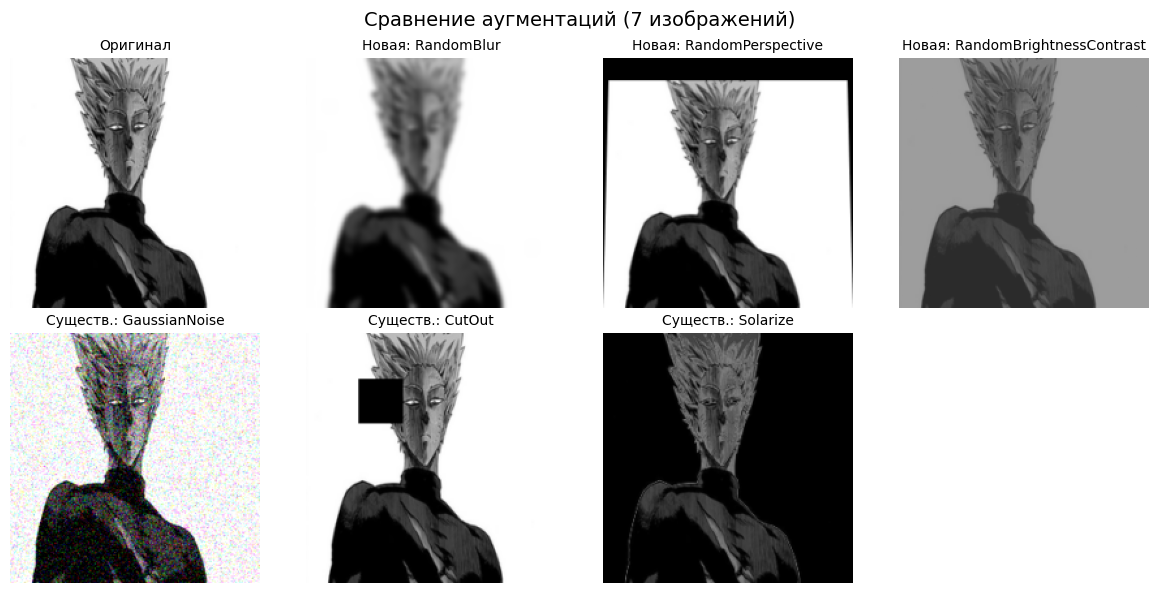 Сравнение аугментаций (7 изображений)
Оригинал
Новая: RandomBlur
Новая: RandomPerspective
Новая: RandomBrightnessContrast
Существ.: GaussianNoise
Существ.: CutOut
Существ.: Solarize